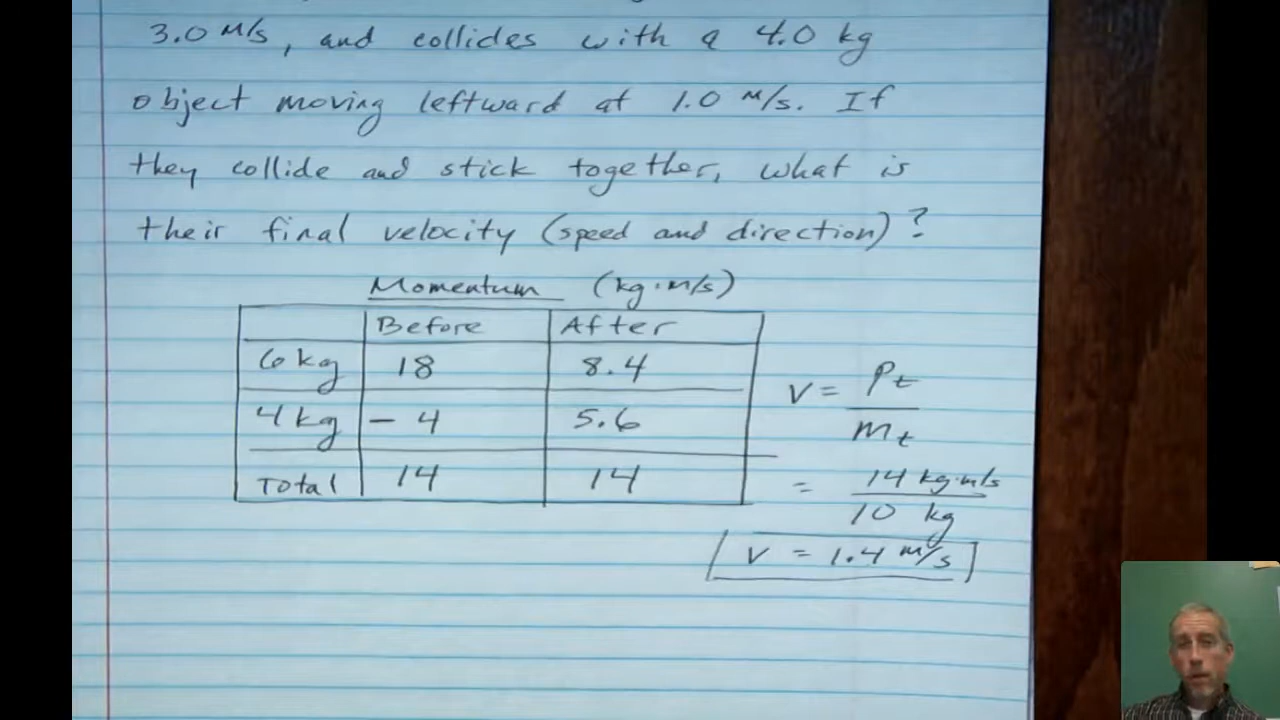 3.0 m/s, and collides with a 4.0 kg
object moving leftward at 1.0 m/s. If
they collide and stick together, what is
their final velocity (speed and direction)?
Momentum (kg·m/s)
Before After
6 kg 18 8.4
4 kg - 4 5.6
Total 14 14
v = Pt / mt
= 14 kg·m/s / 10 kg
v = 1.4 m/s